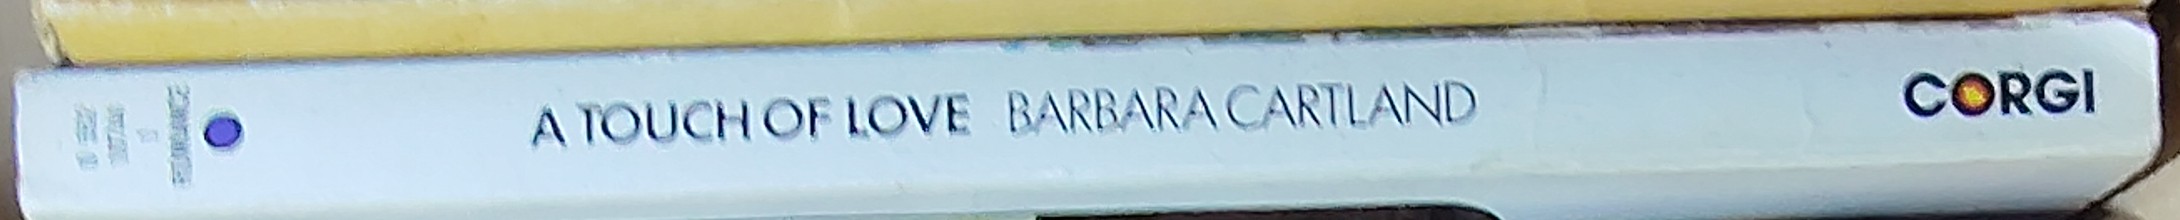 A TOUCH OF LOVE BARBARA CARTLAND CORGI